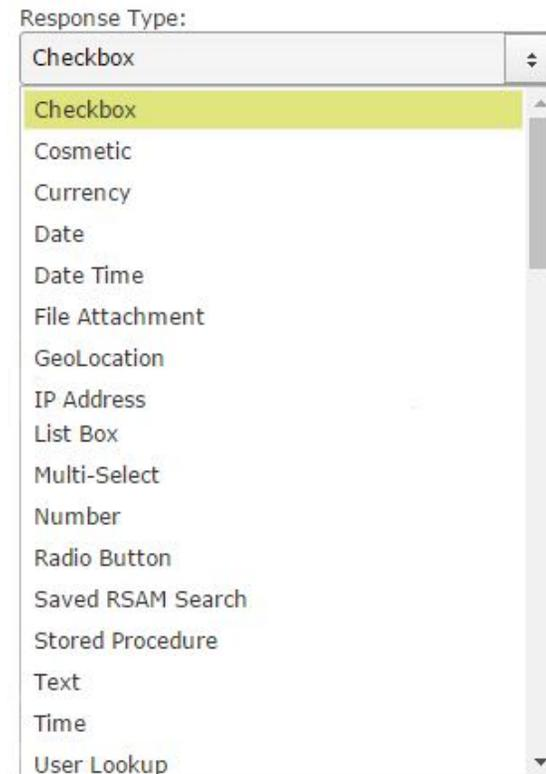 Response Type:
Checkbox
Checkbox
Cosmetic
Currency
Date
Date Time
File Attachment
GeoLocation
IP Address
List Box
Multi-Select
Number
Radio Button
Saved RSAM Search
Stored Procedure
Text
Time
User Lookup